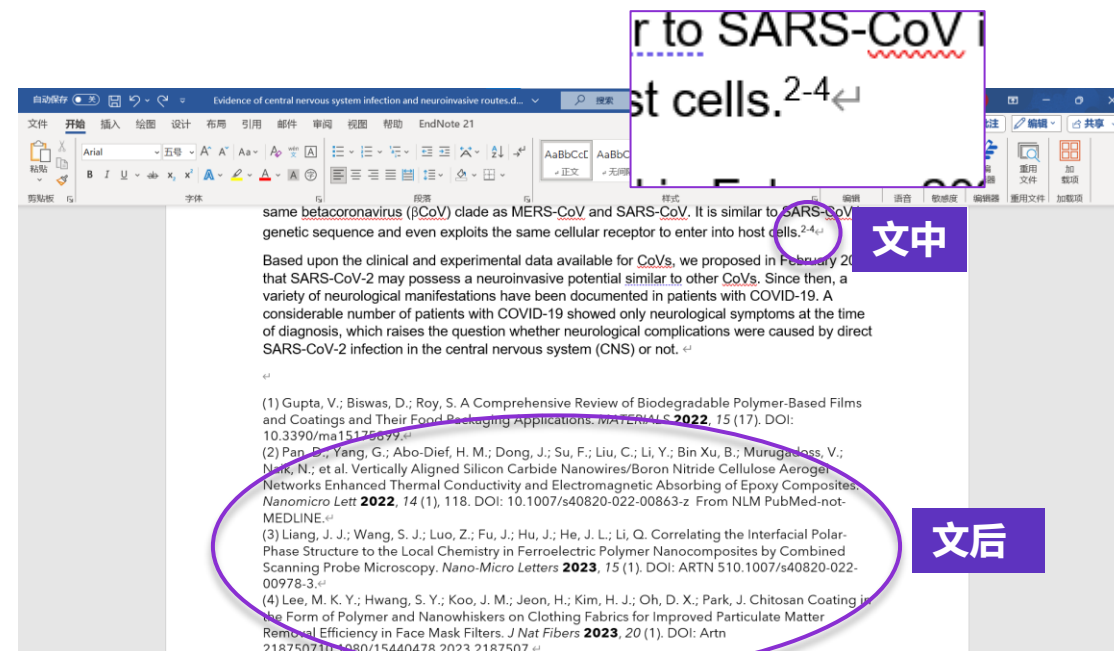 r to SARS-CoV i
st cells.2-4↵
自动保存 关 Evidence of central nervous system infection and neuroinvasive routes.d... 搜索
文件 开始 插入 绘图 设计 布局 引用 邮件 审阅 视图 帮助 EndNote 21 批注 编辑 共享
粘贴 Arial 五号 A A Aa A 文 A AaBbCcD AaBbC 重用 加
B I U ab x₂ x² A A A 字 正文 无间隔 器 文件 载项
剪贴板 字体 段落 样式 编辑 语音 敏感度 编辑器 重用文件 加载项
same betacoronavirus (βCoV) clade as MERS-CoV and SARS-CoV. It is similar to SARS-CoV
genetic sequence and even exploits the same cellular receptor to enter into host cells.2-4↵
文中
Based upon the clinical and experimental data available for CoVs, we proposed in February 20
that SARS-CoV-2 may possess a neuroinvasive potential similar to other CoVs. Since then, a
variety of neurological manifestations have been documented in patients with COVID-19. A
considerable number of patients with COVID-19 showed only neurological symptoms at the time
of diagnosis, which raises the question whether neurological complications were caused by direct
SARS-CoV-2 infection in the central nervous system (CNS) or not. ↵
↵
(1) Gupta, V.; Biswas, D.; Roy, S. A Comprehensive Review of Biodegradable Polymer-Based Films
and Coatings and Their Food Packaging Applications. MATERIALS 2022, 15 (17). DOI:
10.3390/ma15175899.↵
(2) Pan, D.; Yang, G.; Abo-Dief, H. M.; Dong, J.; Su, F.; Liu, C.; Li, Y.; Bin Xu, B.; Murugadoss, V.;
Naik, N.; et al. Vertically Aligned Silicon Carbide Nanowires/Boron Nitride Cellulose Aerogel
Networks Enhanced Thermal Conductivity and Electromagnetic Absorbing of Epoxy Composites.
Nanomicro Lett 2022, 14 (1), 118. DOI: 10.1007/s40820-022-00863-z From NLM PubMed-not-
MEDLINE.↵
文后
(3) Liang, J. J.; Wang, S. J.; Luo, Z.; Fu, J.; Hu, J.; He, J. L.; Li, Q. Correlating the Interfacial Polar-
Phase Structure to the Local Chemistry in Ferroelectric Polymer Nanocomposites by Combined
Scanning Probe Microscopy. Nano-Micro Letters 2023, 15 (1). DOI: ARTN 510.1007/s40820-022-
00978-3.↵
(4) Lee, M. K. Y.; Hwang, S. Y.; Koo, J. M.; Jeon, H.; Kim, H. J.; Oh, D. X.; Park, J. Chitosan Coating in
the Form of Polymer and Nanowhiskers on Clothing Fabrics for Improved Particulate Matter
Removal Efficiency in Face Mask Filters. J Nat Fibers 2023, 20 (1). DOI: Artn
218750710.1080/15440478.2023.2187507.↵